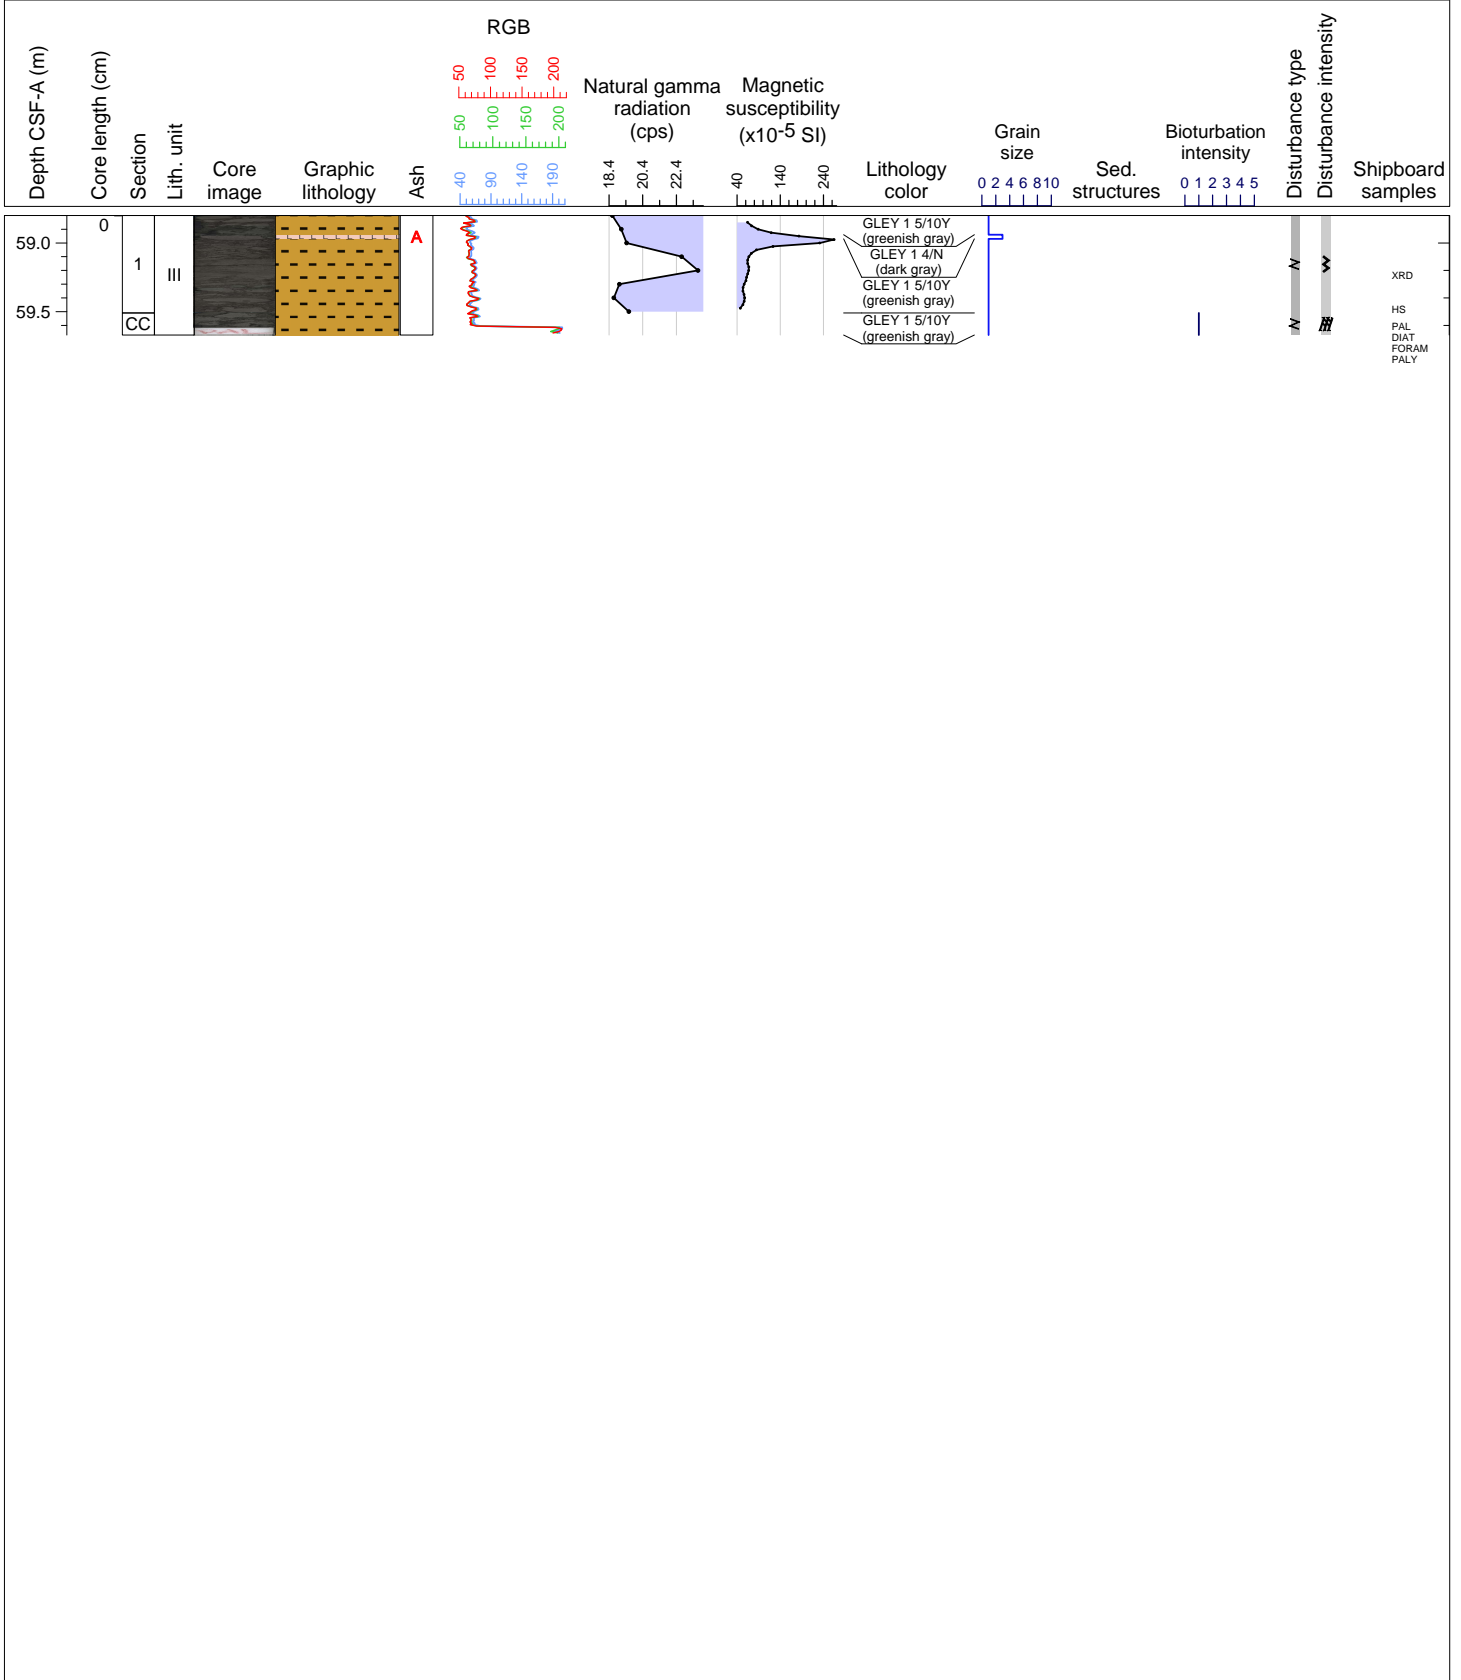 RGB
Depth CSF-A (m)
Core length (cm)
Section
Lith. unit
Core
image
Graphic
lithology
Ash
50 100 150 200
50 100 150 200
40 90 140 190
Natural gamma
radiation
(cps)
18.4 20.4 22.4
Magnetic
susceptibility
(x10-5 SI)
40 140 240
Lithology
color
Grain
size
0 2 4 6 8 10
Sed.
structures
Bioturbation
intensity
0 1 2 3 4 5
Disturbance type
Disturbance intensity
Shipboard
samples
0
59.0
59.5
1
CC
III
A
GLEY 1 5/10Y
(greenish gray)
GLEY 1 4/N
(dark gray)
GLEY 1 5/10Y
(greenish gray)
GLEY 1 5/10Y
(greenish gray)
XRD
HS
PAL
DIAT
FORAM
PALY